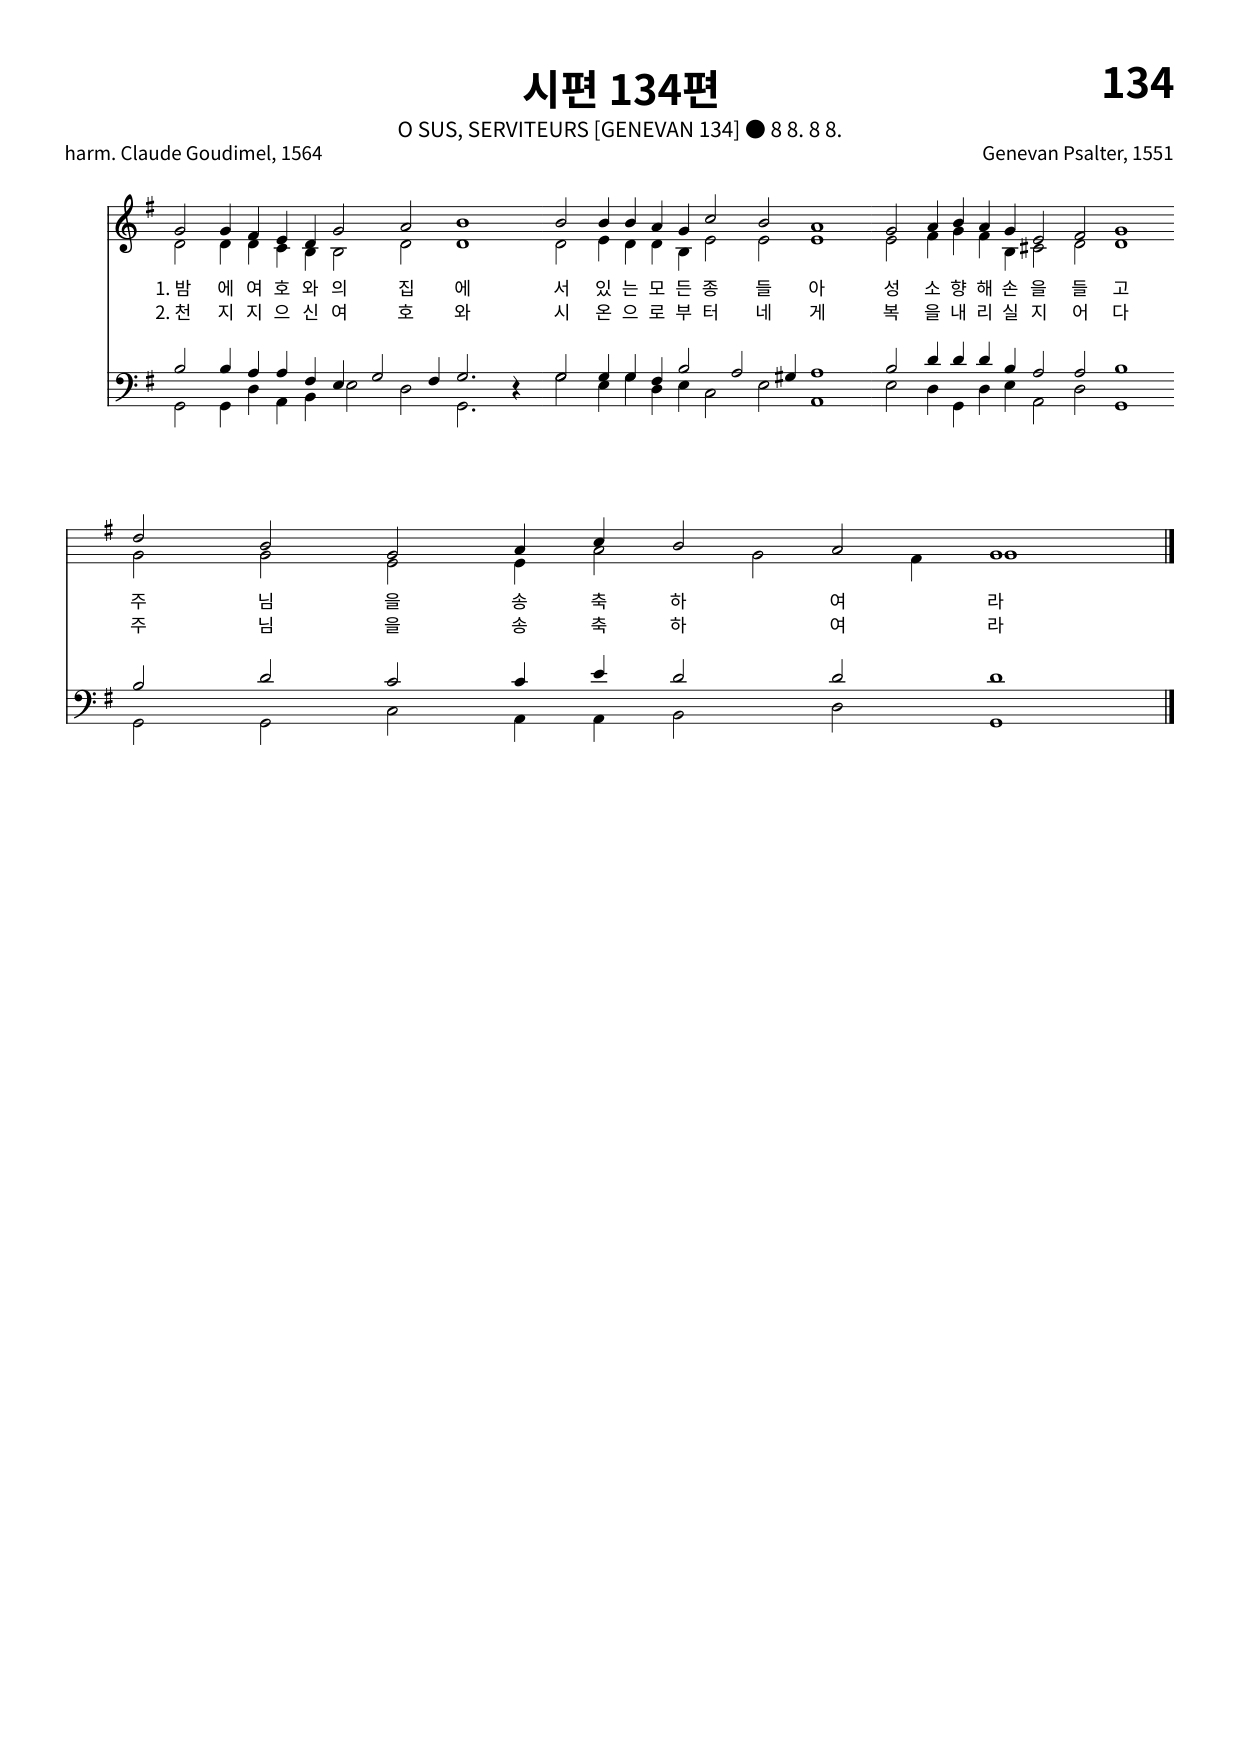 시편 134편
134
O SUS, SERVITEURS [GENEVAN 134] ● 8 8. 8 8.
harm. Claude Goudimel, 1564
Genevan Psalter, 1551
1. 밤 에 여 호 와 의 집 에 서 있 는 모 든 종 들 아 성 소 향 해 손 을 들 고
2. 천 지 지 으 신 여 호 와 시 온 으 로 부 터 네 게 복 을 내 리 실 지 어 다
주 님 을 송 축 하 여 라
주 님 을 송 축 하 여 라